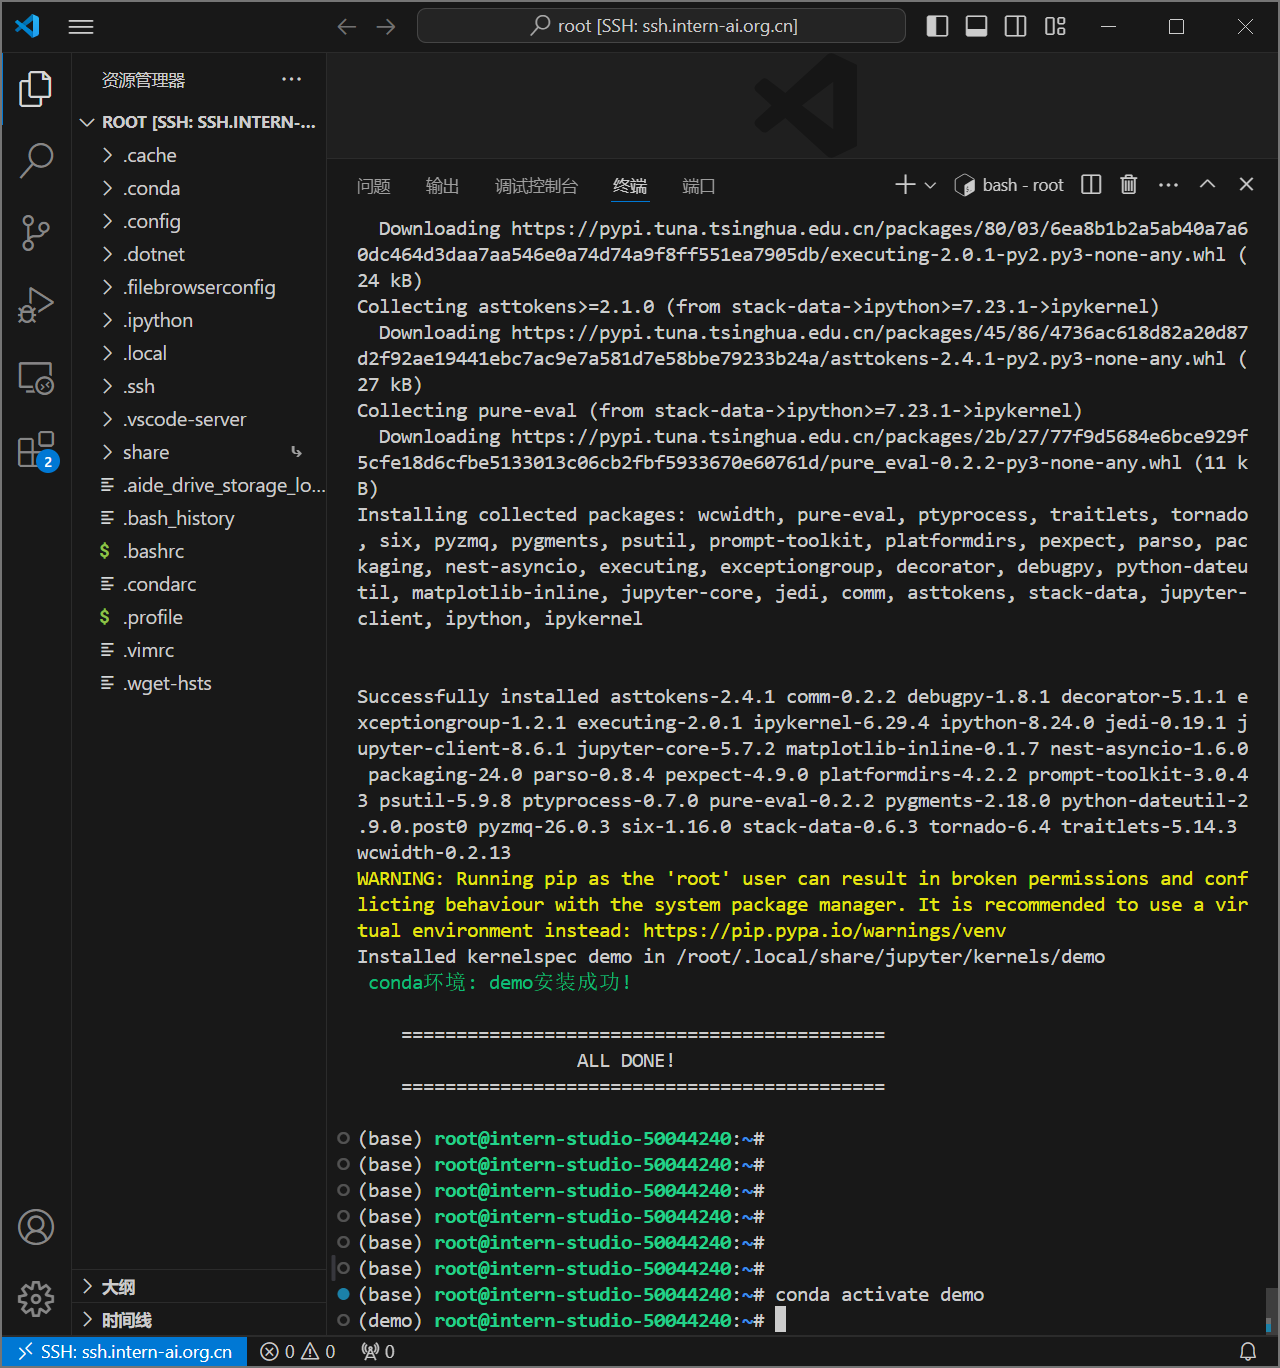 root [SSH: ssh.intern-ai.org.cn]
资源管理器
ROOT [SSH: SSH.INTERN-...
.cache
.conda
.config
.dotnet
.filebrowserconfig
.ipython
.local
.ssh
.vscode-server
share
.aide_drive_storage_lo...
.bash_history
$ .bashrc
.condarc
$ .profile
.vimrc
.wget-hsts
大纲
时间线
2
问题 输出 调试控制台 终端 端口
bash - root
Downloading https://pypi.tuna.tsinghua.edu.cn/packages/80/03/6ea8b1b2a5ab40a7a6
0dc464d3daa7aa546e0a74d74a9f8ff551ea7905db/executing-2.0.1-py2.py3-none-any.whl (
24 kB)
Collecting asttokens>=2.1.0 (from stack-data->ipython>=7.23.1->ipykernel)
Downloading https://pypi.tuna.tsinghua.edu.cn/packages/45/86/4736ac618d82a20d87
d2f92ae19441ebc7ac9e7a581d7e58bbe79233b24a/asttokens-2.4.1-py2.py3-none-any.whl (
27 kB)
Collecting pure-eval (from stack-data->ipython>=7.23.1->ipykernel)
Downloading https://pypi.tuna.tsinghua.edu.cn/packages/2b/27/77f9d5684e6bce929f
5cfe18d6cfbe5133013c06cb2fbf5933670e60761d/pure_eval-0.2.2-py3-none-any.whl (11 k
B)
Installing collected packages: wcwidth, pure-eval, ptyprocess, traitlets, tornado
, six, pyzmq, pygments, psutil, prompt-toolkit, platformdirs, pexpect, parso, pac
kaging, nest-asyncio, executing, exceptiongroup, decorator, debugpy, python-dateu
til, matplotlib-inline, jupyter-core, jedi, comm, asttokens, stack-data, jupyter-
client, ipython, ipykernel
Successfully installed asttokens-2.4.1 comm-0.2.2 debugpy-1.8.1 decorator-5.1.1 e
xceptiongroup-1.2.1 executing-2.0.1 ipykernel-6.29.4 ipython-8.24.0 jedi-0.19.1 j
upyter-client-8.6.1 jupyter-core-5.7.2 matplotlib-inline-0.1.7 nest-asyncio-1.6.0
packaging-24.0 parso-0.8.4 pexpect-4.9.0 platformdirs-4.2.2 prompt-toolkit-3.0.4
3 psutil-5.9.8 ptyprocess-0.7.0 pure-eval-0.2.2 pygments-2.18.0 python-dateutil-2
.9.0.post0 pyzmq-26.0.3 six-1.16.0 stack-data-0.6.3 tornado-6.4 traitlets-5.14.3
wcwidth-0.2.13
WARNING: Running pip as the 'root' user can result in broken permissions and conf
licting behaviour with the system package manager. It is recommended to use a vir
tual environment instead: https://pip.pypa.io/warnings/venv
Installed kernelspec demo in /root/.local/share/jupyter/kernels/demo
conda环境: demo安装成功!
============================================
ALL DONE!
============================================
(base) root@intern-studio-50044240:~#
(base) root@intern-studio-50044240:~#
(base) root@intern-studio-50044240:~#
(base) root@intern-studio-50044240:~#
(base) root@intern-studio-50044240:~#
(base) root@intern-studio-50044240:~#
(base) root@intern-studio-50044240:~# conda activate demo
(demo) root@intern-studio-50044240:~#
SSH: ssh.intern-ai.org.cn 0 0 0